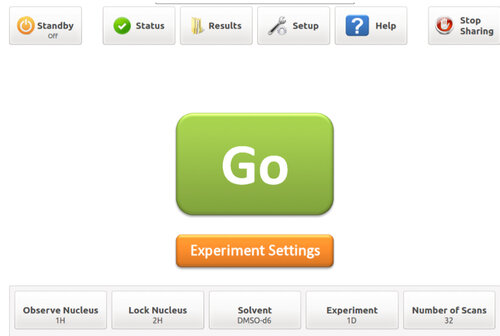 Standby
Off
Status
Results
Setup
Help
Stop
Sharing
Go
Experiment Settings
Observe Nucleus
1H
Lock Nucleus
2H
Solvent
DMSO-d6
Experiment
1D
Number of Scans
32